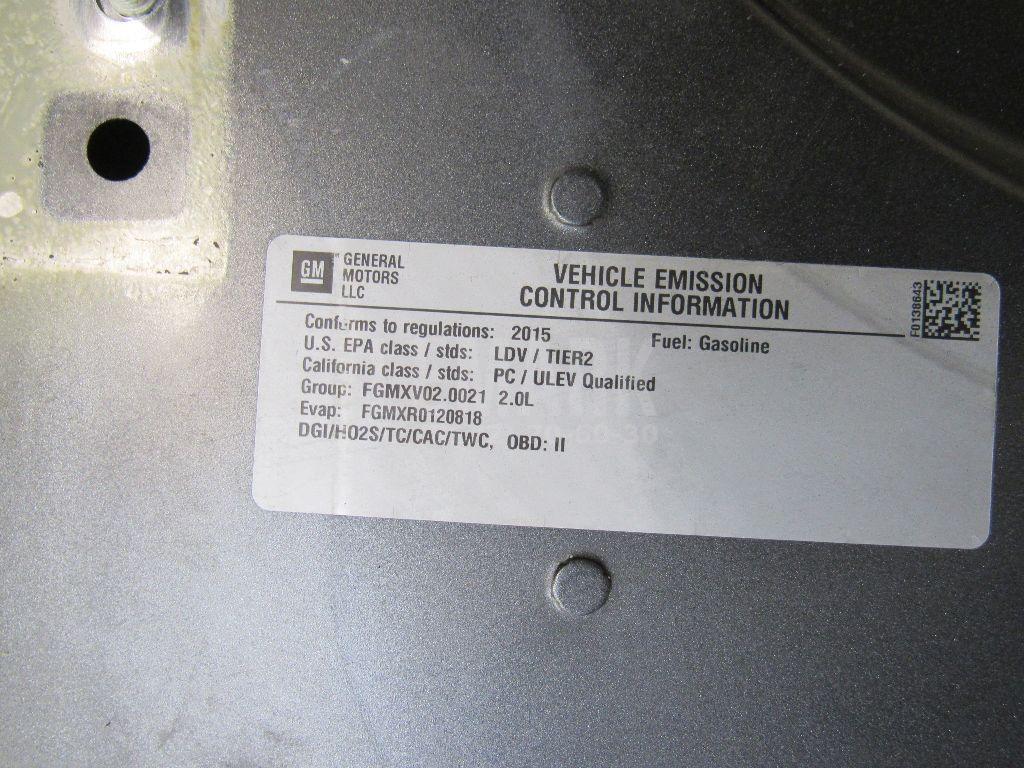 GM GENERAL MOTORS LLC
VEHICLE EMISSION
CONTROL INFORMATION
F0138643
Conforms to regulations: 2015
Fuel: Gasoline
U.S. EPA class / stds: LDV / TIER2
California class / stds: PC / ULEV Qualified
Group: FGMXV02.0021 2.0L
Evap: FGMXR0120818
DGI/HO2S/TC/CAC/TWC, OBD: II